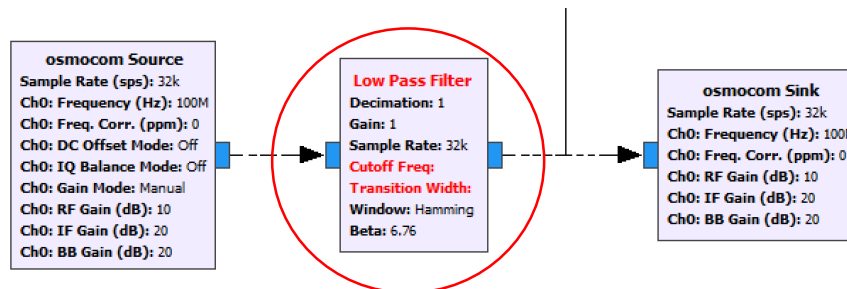 osmocom Source
Sample Rate (sps): 32k
Ch0: Frequency (Hz): 100M
Ch0: Freq. Corr. (ppm): 0
Ch0: DC Offset Mode: Off
Ch0: IQ Balance Mode: Off
Ch0: Gain Mode: Manual
Ch0: RF Gain (dB): 10
Ch0: IF Gain (dB): 20
Ch0: BB Gain (dB): 20
Low Pass Filter
Decimation: 1
Gain: 1
Sample Rate: 32k
Cutoff Freq:
Transition Width:
Window: Hamming
Beta: 6.76
osmocom Sink
Sample Rate (sps): 32k
Ch0: Frequency (Hz): 100M
Ch0: Freq. Corr. (ppm): 0
Ch0: RF Gain (dB): 10
Ch0: IF Gain (dB): 20
Ch0: BB Gain (dB): 20